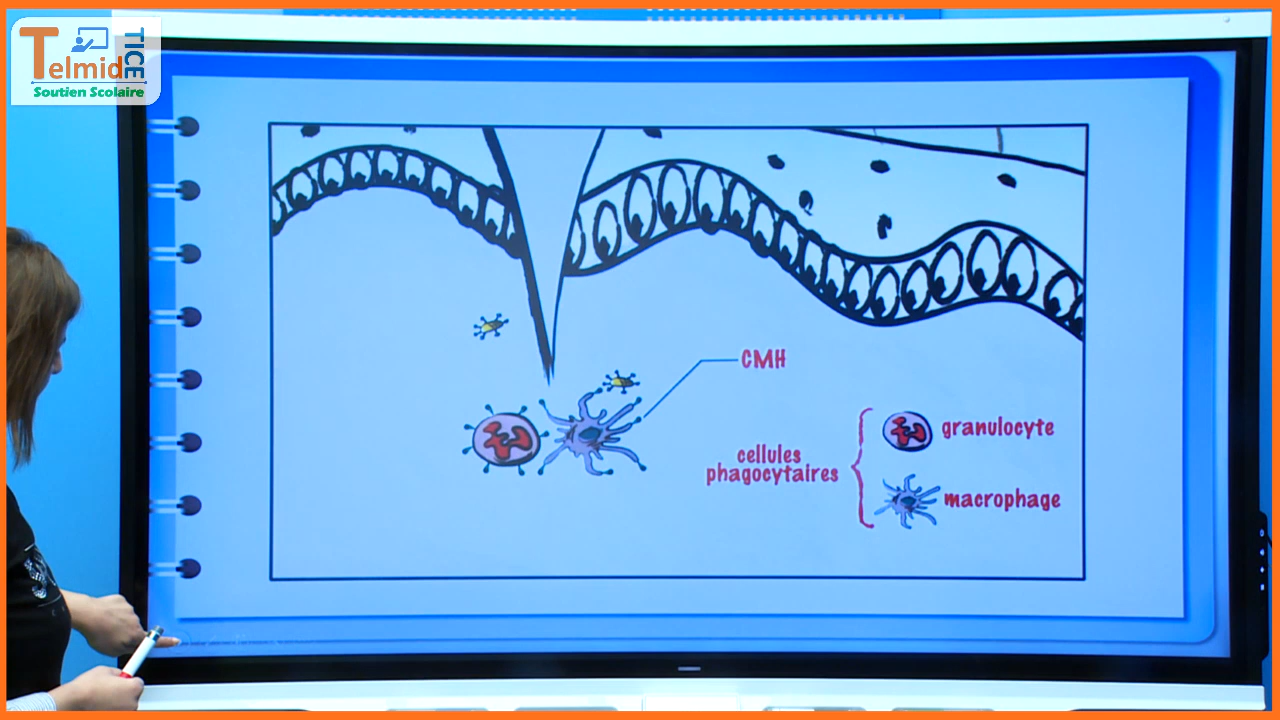 Telmid TICE
Soutien Scolaire
CMH
granulocyte
cellules
phagocytaires
macrophage